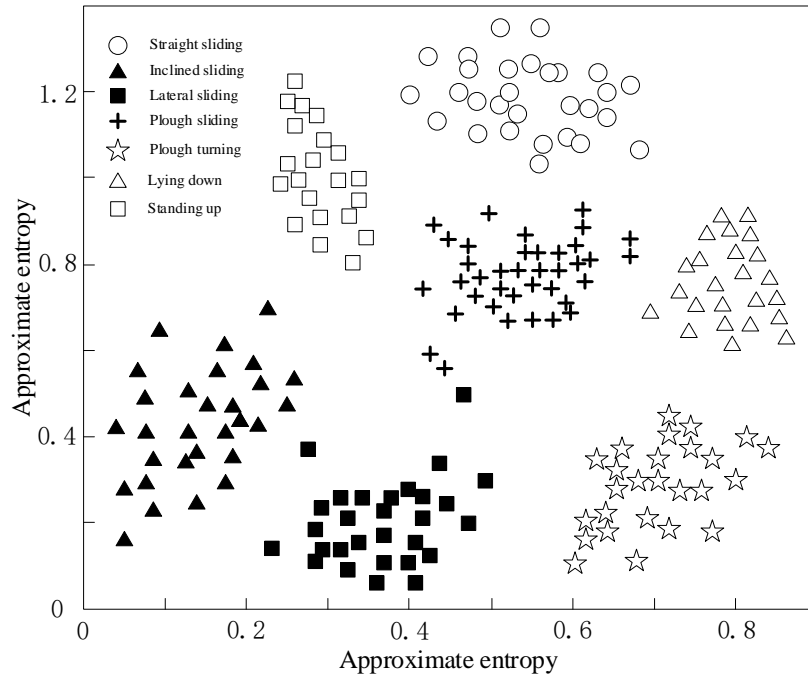 Straight sliding
Inclined sliding
Lateral sliding
Plough sliding
Plough turning
Lying down
Standing up
1.2
0.8
0.4
0
Approximate entropy
0 0.2 0.4 0.6 0.8
Approximate entropy